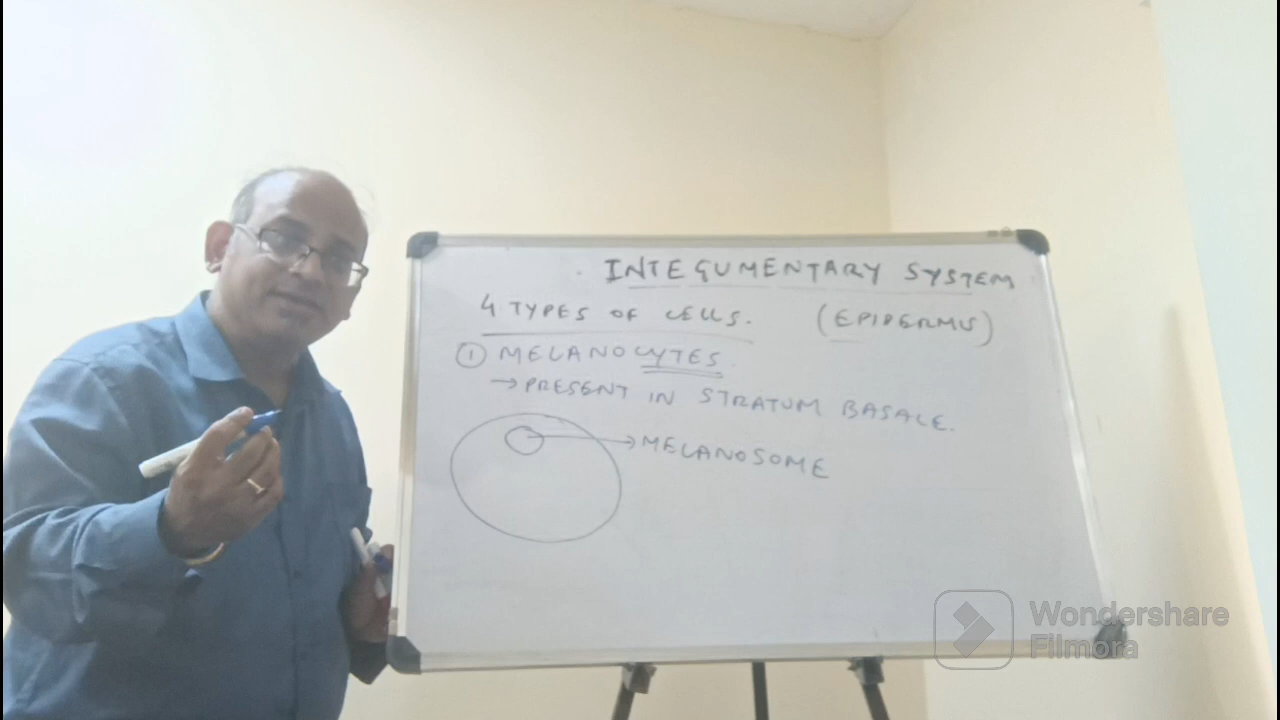 INTEGUMENTARY SYSTEM
4 TYPES OF CELLS. (EPIDERMIS)
① MELANOCYTES.
→ PRESENT IN STRATUM BASALE.
→ MELANOSOME
Wondershare
Filmora